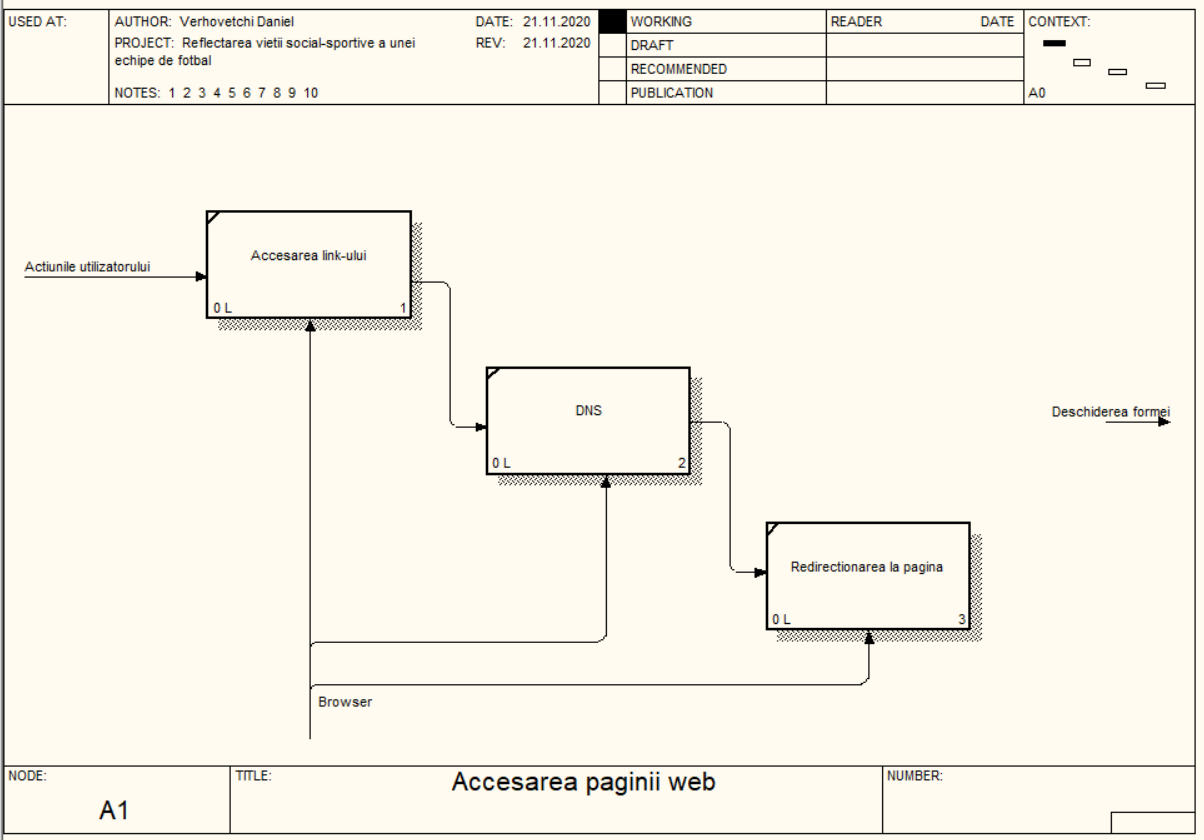 USED AT:
AUTHOR: Verhovetchi Daniel
DATE: 21.11.2020
PROJECT: Reflectarea vietii social-sportive a unei
echipe de fotbal
REV: 21.11.2020
NOTES: 1 2 3 4 5 6 7 8 9 10
WORKING
DRAFT
RECOMMENDED
PUBLICATION
READER DATE
CONTEXT:
A0
Actiunile utilizatorului
Accesarea link-ului
0 L 1
DNS
0 L 2
Deschiderea formei
Redirectionarea la pagina
0 L 3
Browser
NODE:
A1
TITLE:
Accesarea paginii web
NUMBER: